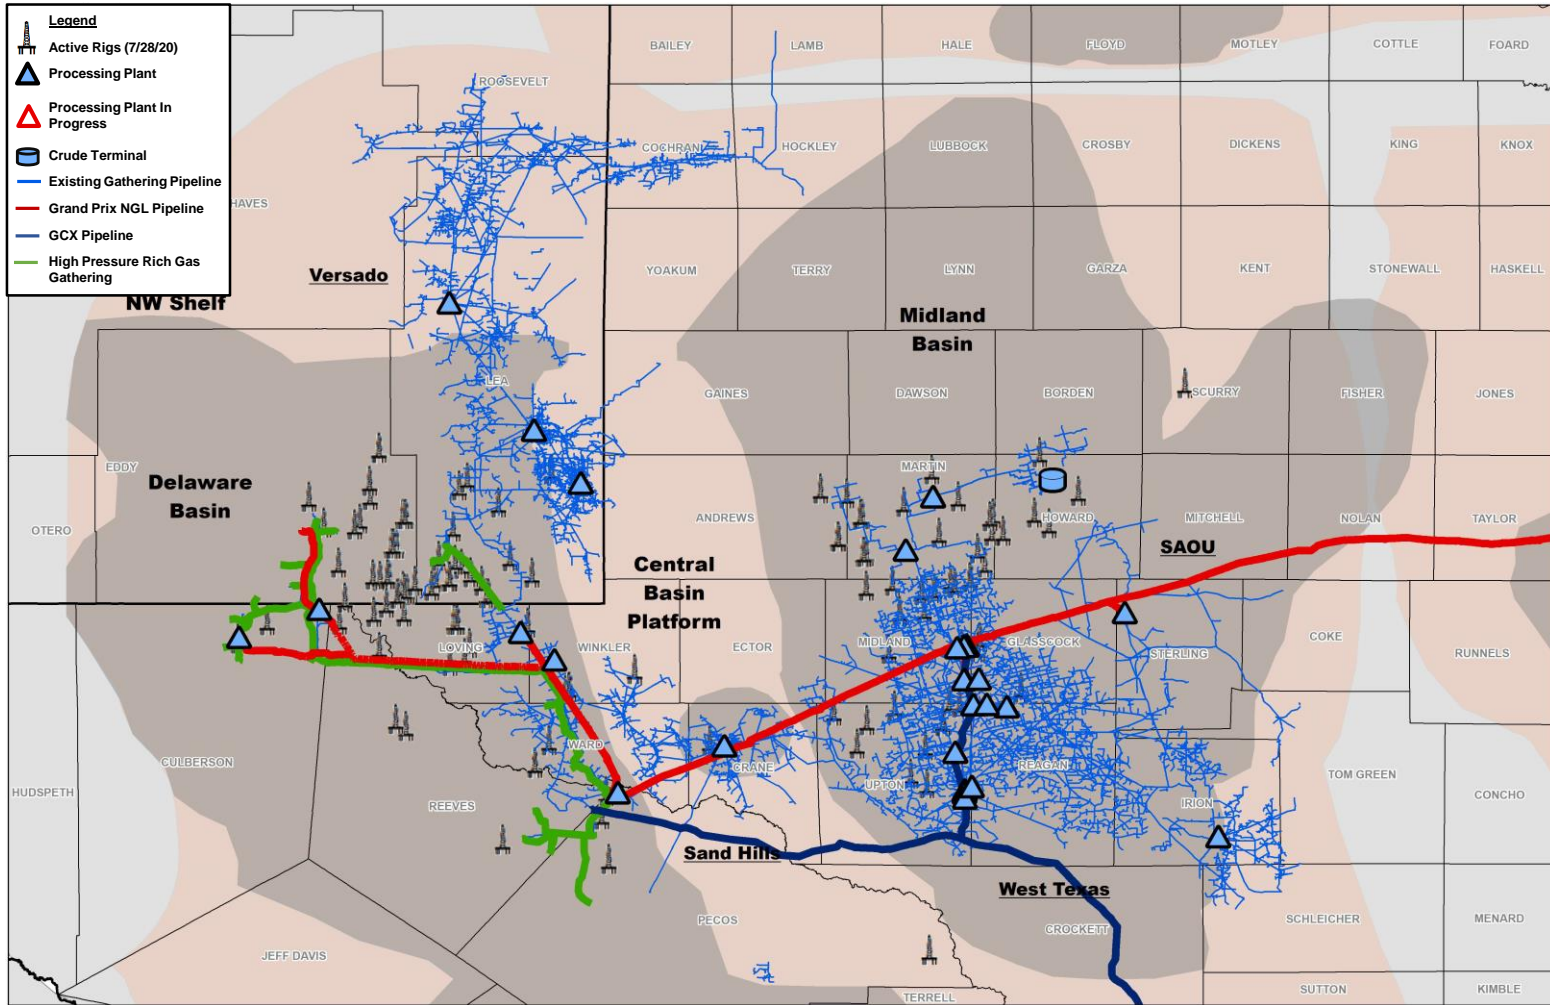 Legend
Active Rigs (7/28/20)
Processing Plant
Processing Plant In
Progress
Crude Terminal
Existing Gathering Pipeline
Grand Prix NGL Pipeline
GCX Pipeline
High Pressure Rich Gas
Gathering
BAILEY
LAMB
HALE
FLOYD
MOTLEY
COTTLE
FOARD
ROOSEVELT
COCHRAN
HOCKLEY
LUBBOCK
CROSBY
DICKENS
KING
KNOX
HAVES
Versado
NW Shelf
YOAKUM
TERRY
LYNN
GARZA
KENT
STONEWALL
HASKELL
Midland
Basin
LEA
GAINES
DAWSON
BORDEN
SCURRY
FISHER
JONES
EDDY
Delaware
Basin
OTERO
MARTIN
ANDREWS
HOWARD
MITCHELL
NOLAN
TAYLOR
SAOU
Central
Basin
Platform
LOVING
WINKLER
ECTOR
MIDLAND
GLASSCOCK
STERLING
COKE
RUNNELS
WARD
CRANE
CULBERSON
HUDSPETH
REEVES
UPTON
REAGAN
IRION
TOM GREEN
CONCHO
Sand Hills
West Texas
PECOS
CROCKETT
SCHLEICHER
MENARD
JEFF DAVIS
TERRELL
SUTTON
KIMBLE